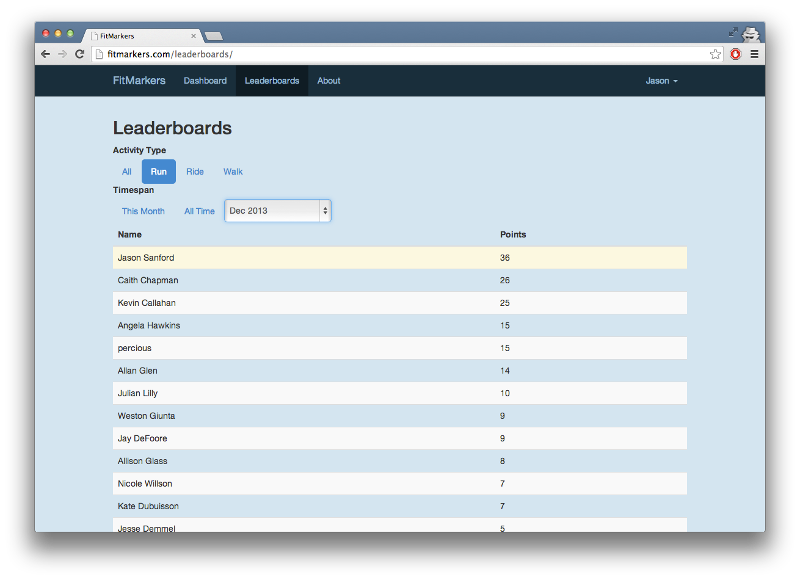 FitMarkers
fitmarkers.com/leaderboards/
FitMarkers Dashboard Leaderboards About Jason
Leaderboards
Activity Type
All Run Ride Walk
Timespan
This Month All Time Dec 2013
Name Points
Jason Sanford 36
Caith Chapman 26
Kevin Callahan 25
Angela Hawkins 15
percious 15
Allan Glen 14
Julian Lilly 10
Weston Giunta 9
Jay DeFoore 9
Allison Glass 8
Nicole Willson 7
Kate Dubuisson 7
Jesse Demmel 5